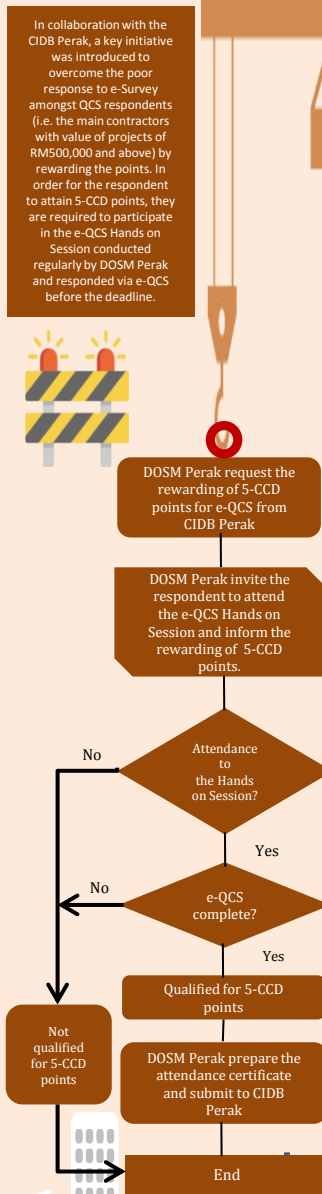 In collaboration with the
CIDB Perak, a key initiative
was introduced to
overcome the poor
response to e-Survey
amongst QCS respondents
(i.e. the main contractors
with value of projects of
RM500,000 and above) by
rewarding the points. In
order for the respondent
to attain 5-CCD points, they
are required to participate
in the e-QCS Hands on
Session conducted
regularly by DOSM Perak
and responded via e-QCS
before the deadline.
DOSM Perak request the
rewarding of 5-CCD
points for e-QCS from
CIDB Perak
DOSM Perak invite the
respondent to attend
the e-QCS Hands on
Session and inform the
rewarding of 5-CCD
points.
Attendance
to
the Hands
on Session?
No
Yes
e-QCS
complete?
No
Yes
Qualified for 5-CCD
points
Not
qualified
for 5-CCD
points
DOSM Perak prepare the
attendance certificate
and submit to CIDB
Perak
End